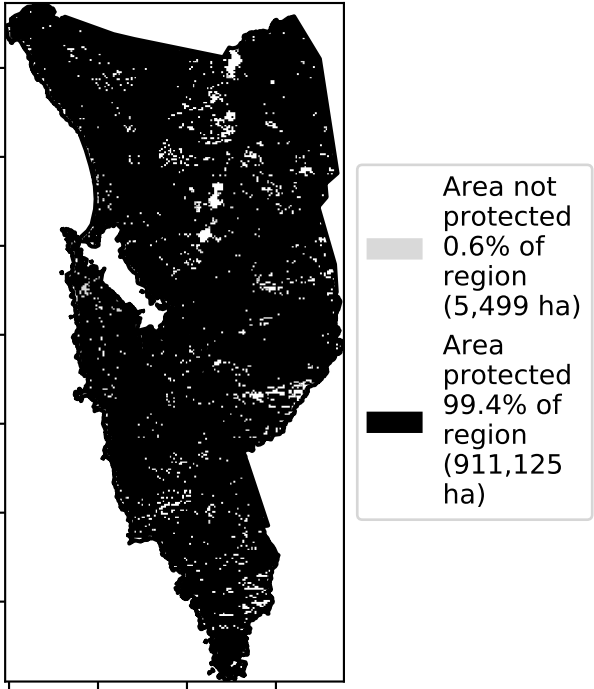 Area not
protected
0.6% of
region
(5,499 ha)
Area
protected
99.4% of
region
(911,125
ha)